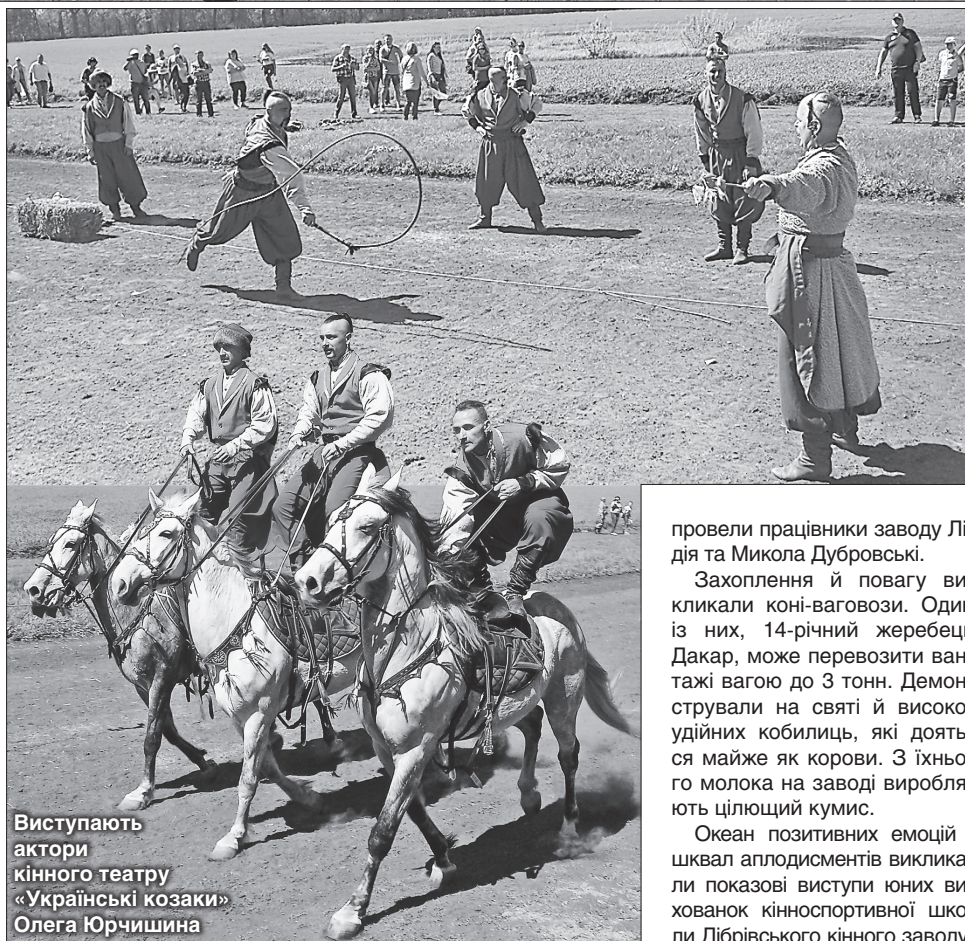 Виступають
актори
кінного театру
«Українські козаки»
Олега Юрчишина
провели працівники заводу Лі-
дія та Микола Дубровські.
Захоплення й повагу ви-
кликали коні-ваговози. Один
із них, 14-річний жеребець
Дакар, може перевозити ван-
тажі вагою до 3 тонн. Демон-
стрували на святі й високо-
удійних кобилиць, які доять-
ся майже як корови. З їхньо-
го молока на заводі виробля-
ють цілющий кумис.
Океан позитивних емоцій і
шквал аплодисментів виклика-
ли показові виступи юних ви-
хованок кінноспортивної шко-
ли Лібрівського кінного заводу